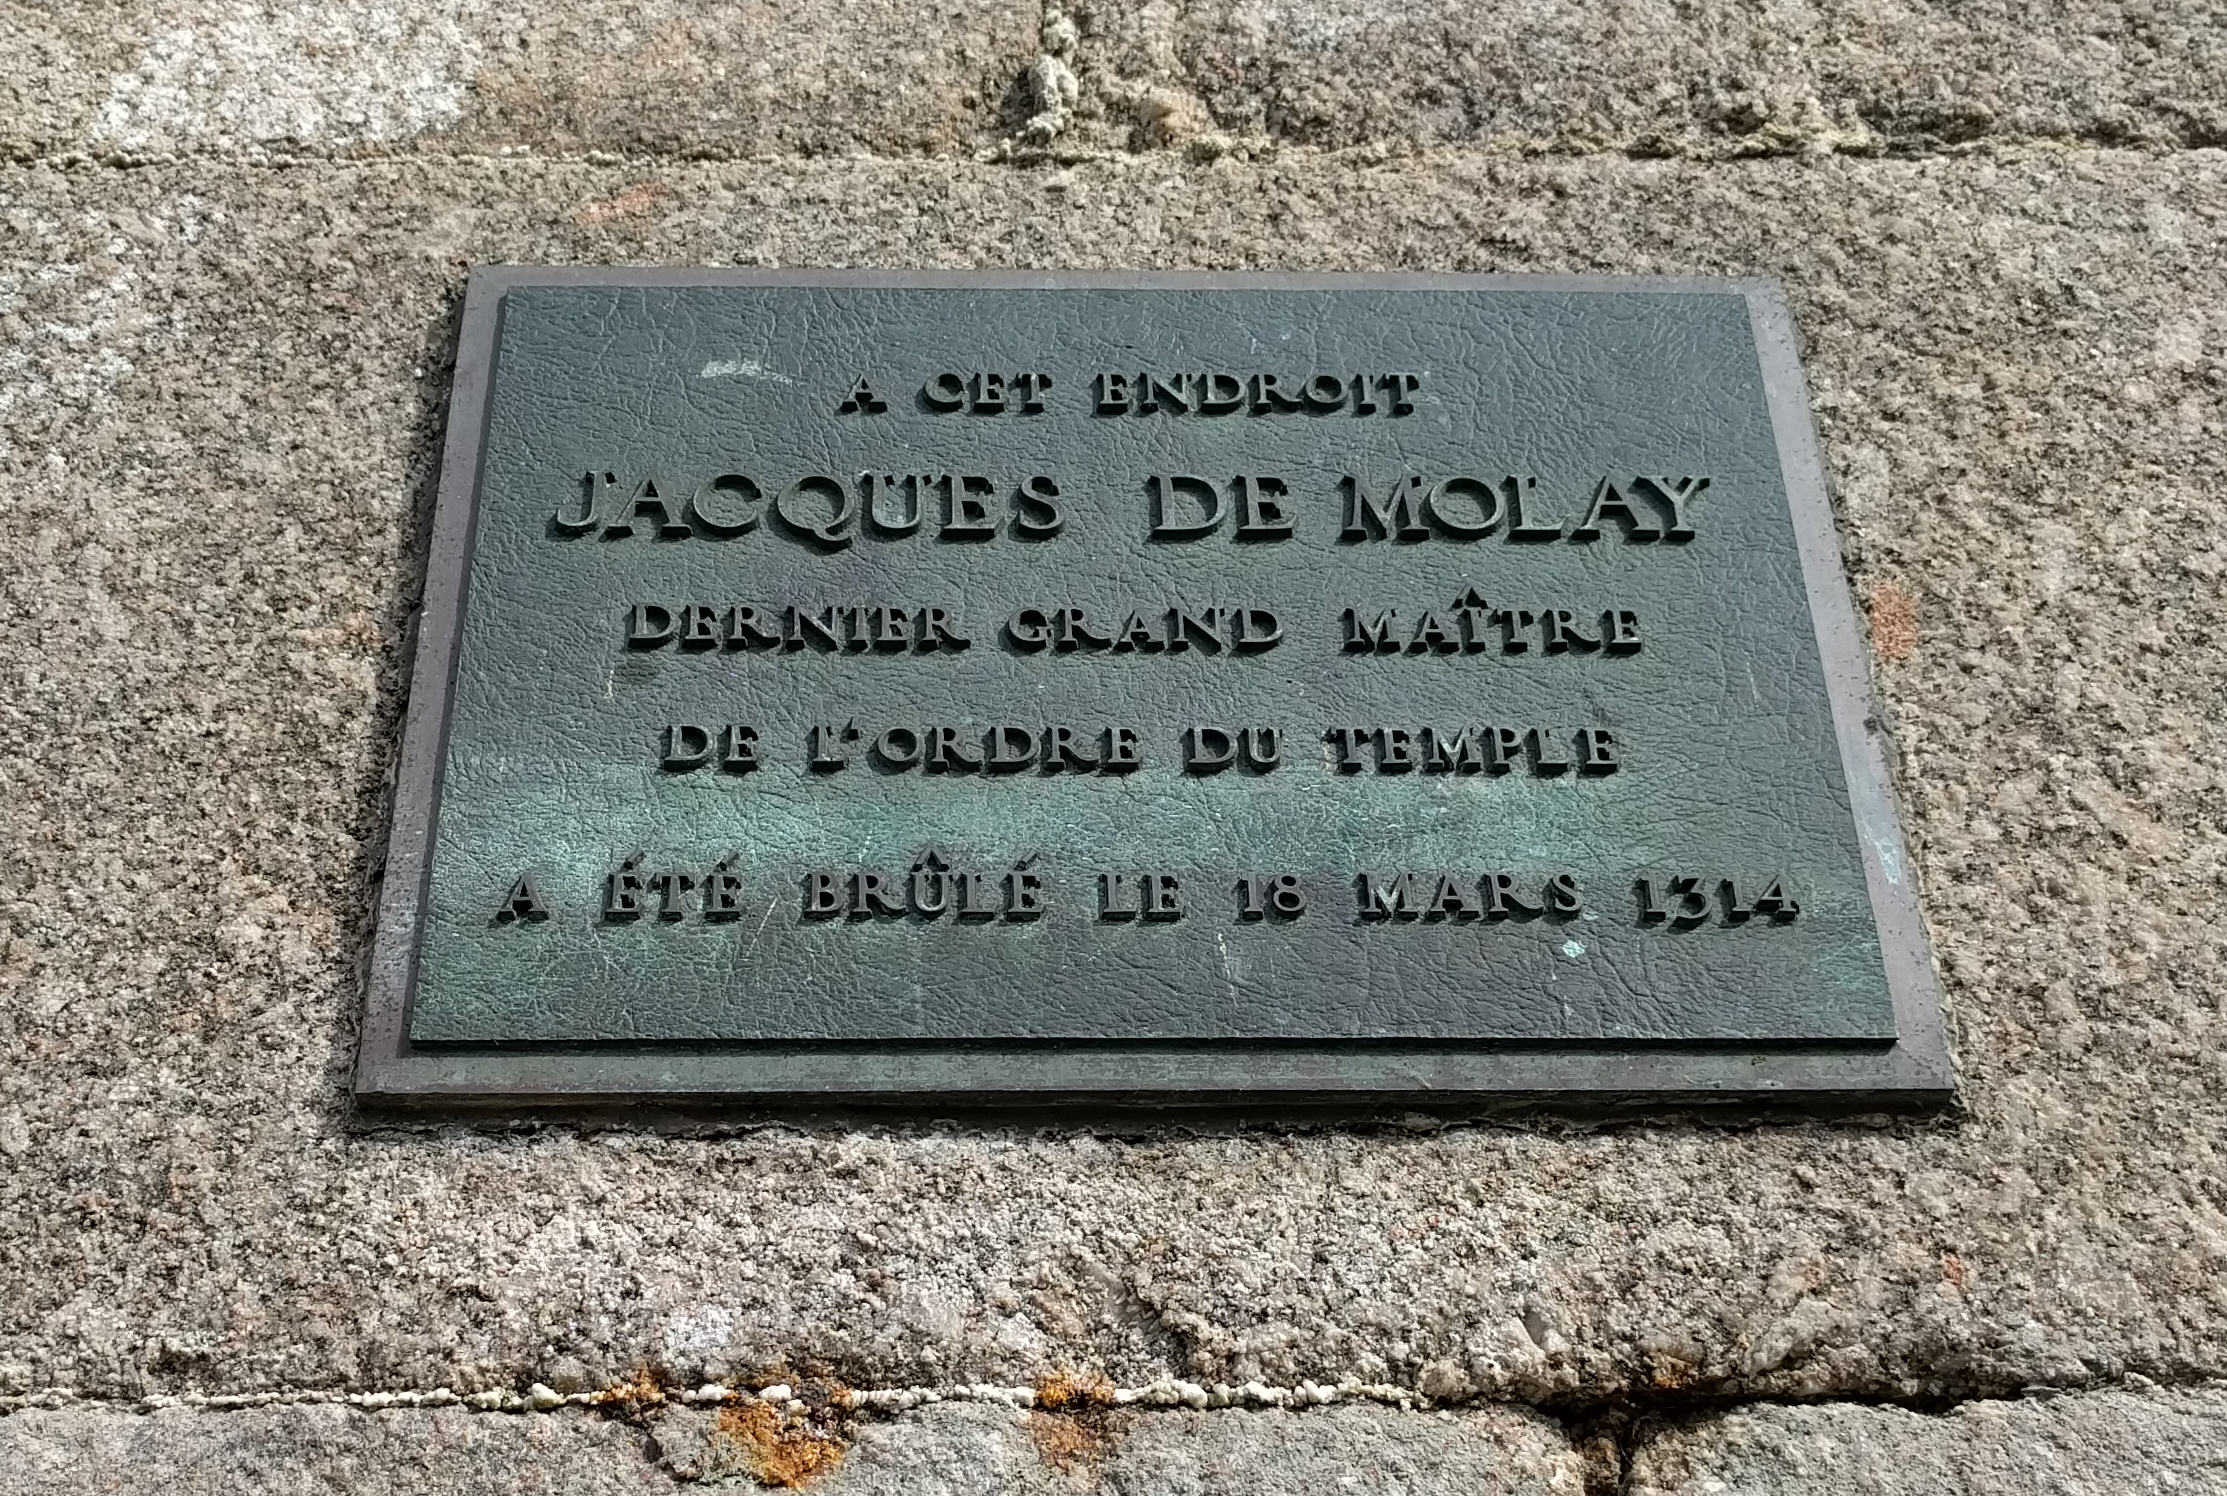 A CET ENDROIT
JACQUES DE MOLAY
DERNIER GRAND MAÎTRE
DE L'ORDRE DU TEMPLE
A ÉTÉ BRÛLÉ LE 18 MARS 1314